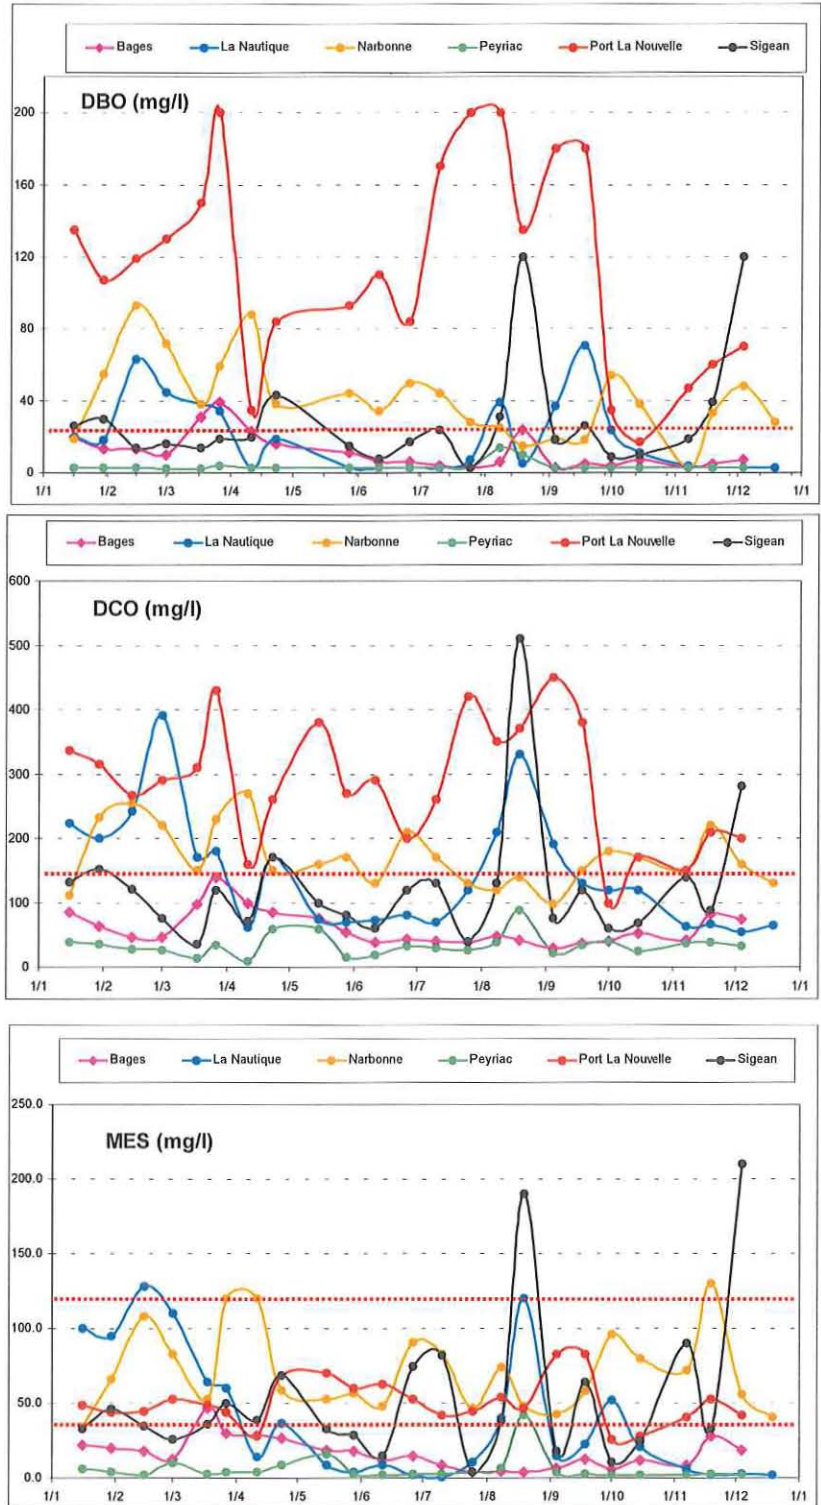 Bages La Nautique Narbonne Peyriac Port La Nouvelle Sigean
DBO (mg/l)
200
160
120
80
40
0
1/1 1/2 1/3 1/4 1/5 1/6 1/7 1/8 1/9 1/10 1/11 1/12 1/1
Bages La Nautique Narbonne Peyriac Port La Nouvelle Sigean
600
DCO (mg/l)
500
400
300
200
100
0
1/1 1/2 1/3 1/4 1/5 1/6 1/7 1/8 1/9 1/10 1/11 1/12 1/1
Bages La Nautique Narbonne Peyriac Port La Nouvelle Sigean
250.0
MES (mg/l)
200.0
150.0
100.0
50.0
0.0
1/1 1/2 1/3 1/4 1/5 1/6 1/7 1/8 1/9 1/10 1/11 1/12 1/1